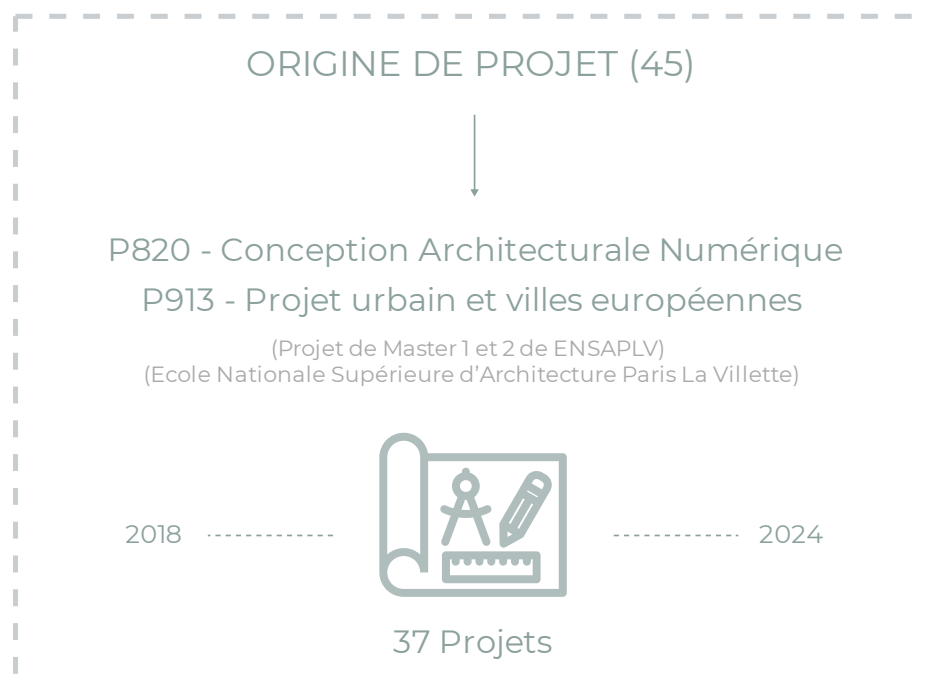 ORIGINE DE PROJET (45)
P820 - Conception Architecturale Numérique
P913 - Projet urbain et villes européennes
(Projet de Master 1 et 2 de ENSAPLV)
(Ecole Nationale Supérieure d’Architecture Paris La Villette)
2018
2024
37 Projets